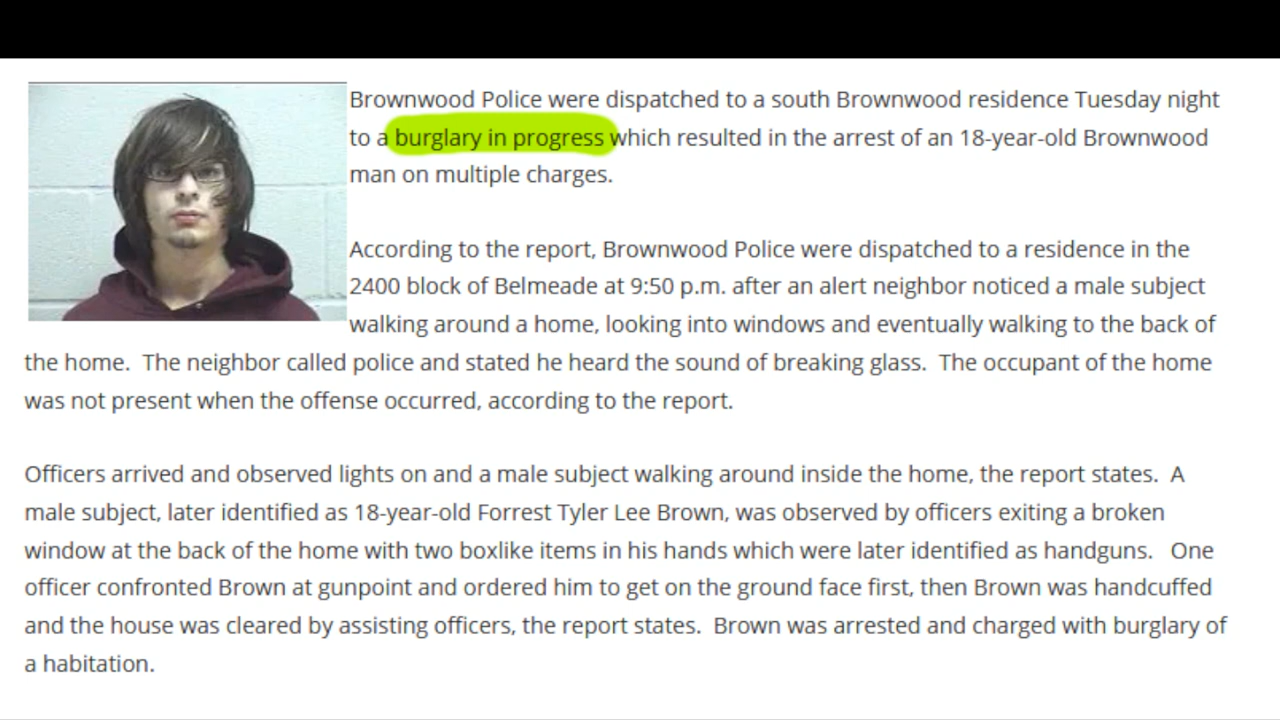 Brownwood Police were dispatched to a south Brownwood residence Tuesday night
to a burglary in progress which resulted in the arrest of an 18-year-old Brownwood
man on multiple charges.
According to the report, Brownwood Police were dispatched to a residence in the
2400 block of Belmeade at 9:50 p.m. after an alert neighbor noticed a male subject
walking around a home, looking into windows and eventually walking to the back of
the home.  The neighbor called police and stated he heard the sound of breaking glass.  The occupant of the home
was not present when the offense occurred, according to the report.
Officers arrived and observed lights on and a male subject walking around inside the home, the report states.  A
male subject, later identified as 18-year-old Forrest Tyler Lee Brown, was observed by officers exiting a broken
window at the back of the home with two boxlike items in his hands which were later identified as handguns.   One
officer confronted Brown at gunpoint and ordered him to get on the ground face first, then Brown was handcuffed
and the house was cleared by assisting officers, the report states.  Brown was arrested and charged with burglary of
a habitation.